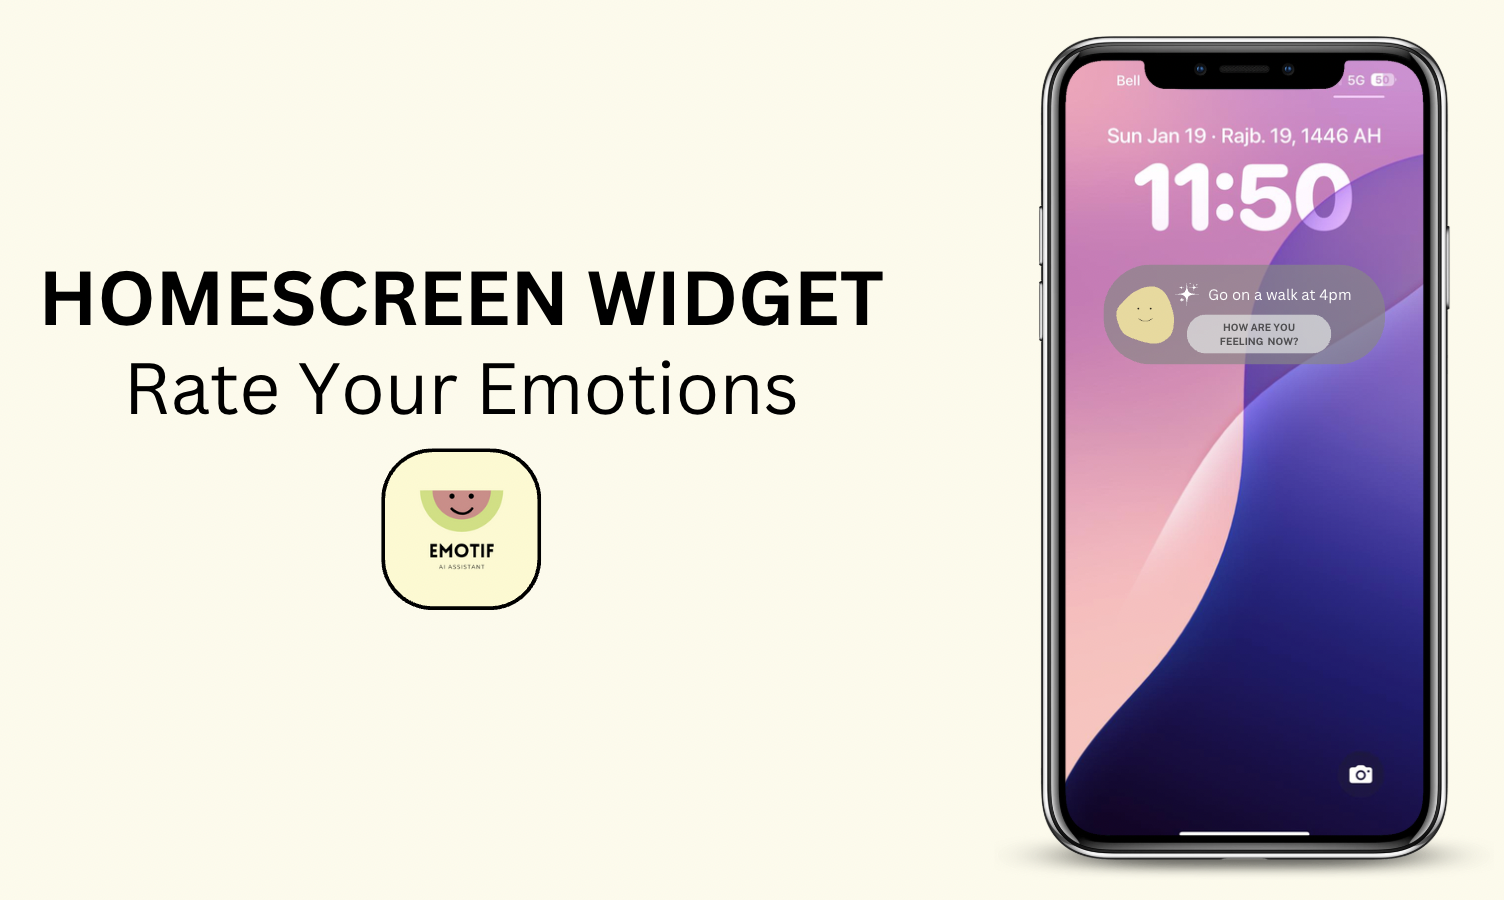 HOMESCREEN WIDGET
Rate Your Emotions
EMOTIF
AI ASSISTANT
Bell
5G 50
Sun Jan 19 · Rajb. 19, 1446 AH
11:50
Go on a walk at 4pm
HOW ARE YOU
FEELING NOW?